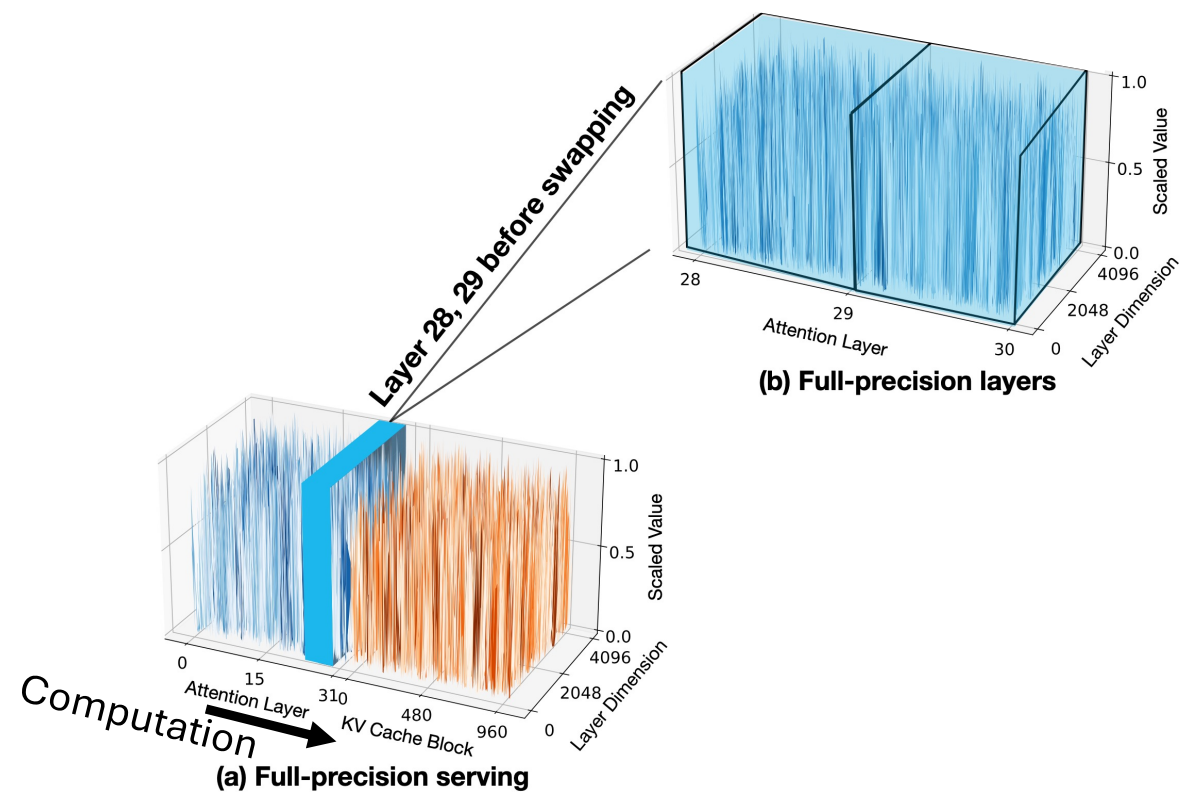 1.0
0.5
0.0
Scaled Value
4096
2048
0
Layer Dimension
28
29
30
Attention Layer
(b) Full-precision layers
Layer 28, 29 before swapping
1.0
0.5
0.0
Scaled Value
4096
2048
0
Layer Dimension
0
15
310
480
960
Attention Layer
KV Cache Block
Computation
(a) Full-precision serving